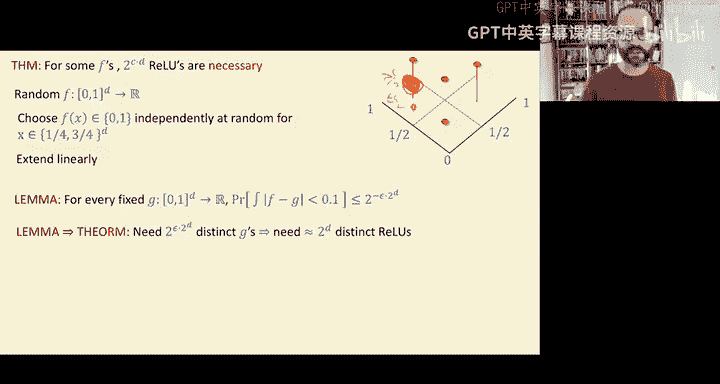 GPT中英字幕课程资源
THM: For some f's , 2^{c·d} ReLU's are necessary
Random f: [0,1]^d → ℝ
Choose f(x) ∈ {0,1} independently at random for
x ∈ {1/4, 3/4 }^d
Extend linearly
1
1
1/2
1/2
0
LEMMA: For every fixed g: [0,1]^d → ℝ, Pr[ ∫ |f − g| < 0.1 ] ≤ 2^{−ϵ·2^d}
LEMMA ⇒ THEORM: Need 2^{ϵ·2^d} distinct g's ⇒ need ≈ 2^d distinct ReLUs